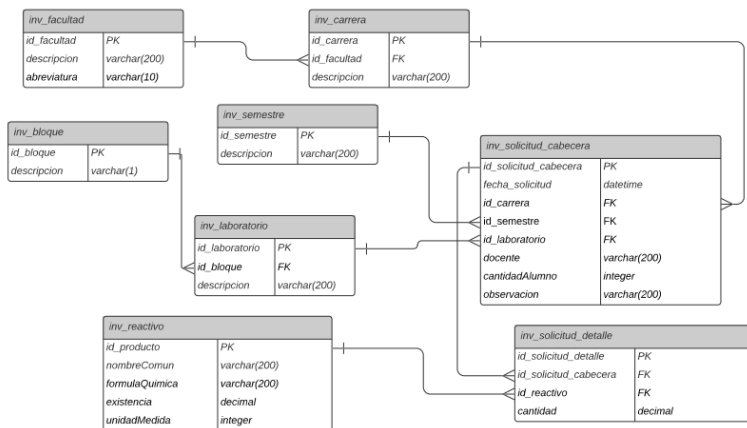 inv_facultad
id_facultad PK
descripcion varchar(200)
abreviatura varchar(10)
inv_carrera
id_carrera PK
id_facultad FK
descripcion varchar(200)
inv_semestre
id_semestre PK
descripcion varchar(200)
inv_bloque
id_bloque PK
descripcion varchar(1)
inv_solicitud_cabecera
id_solicitud_cabecera PK
fecha_solicitud datetime
id_carrera FK
id_semestre FK
id_laboratorio FK
docente varchar(200)
cantidadAlumno integer
observacion varchar(200)
inv_laboratorio
id_laboratorio PK
id_bloque FK
descripcion varchar(200)
inv_reactivo
id_producto PK
nombreComun varchar(200)
formulaQuimica varchar(200)
existencia decimal
unidadMedida integer
inv_solicitud_detalle
id_solicitud_detalle PK
id_solicitud_cabecera FK
id_reactivo FK
cantidad decimal